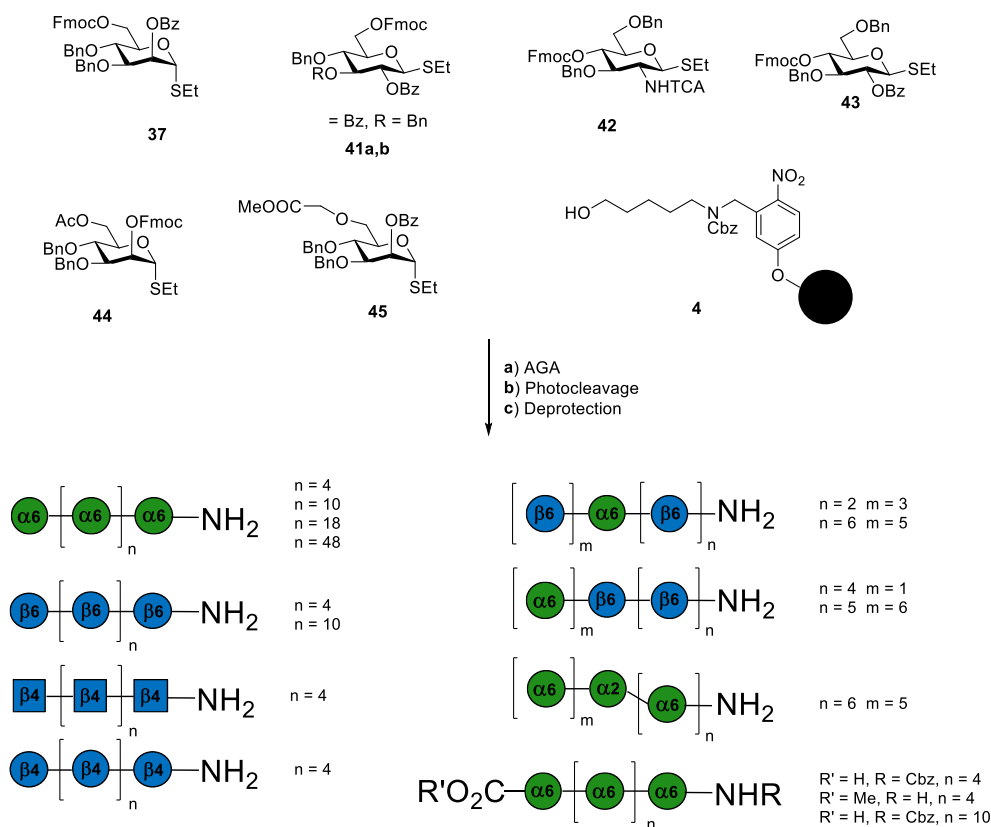 FmocO
OBz
BnO
BnO
O
SEt
37
OFmoc
BnO
RO
O
SEt
OBz
= Bz, R = Bn
41a,b
OBn
FmocO
BnO
O
SEt
NHTCA
42
OBn
FmocO
BnO
O
SEt
OBz
43
AcO
OFmoc
BnO
BnO
O
SEt
44
MeOOC
O
OBz
BnO
BnO
O
SEt
45
HO
N
Cbz
NO2
O
4
a) AGA
b) Photocleavage
c) Deprotection
α6 α6 n α6 NH2
n = 4
n = 10
n = 18
n = 48
β6 β6 n β6 NH2
n = 4
n = 10
β4 β4 n β4 NH2
n = 4
β4 β4 n β4 NH2
n = 4
β6 m α6 β6 n NH2
n = 2 m = 3
n = 6 m = 5
α6 m β6 β6 n NH2
n = 4 m = 1
n = 5 m = 6
α6 m α2 α6 n NH2
n = 6 m = 5
R'O2C α6 α6 n α6 NHR
R' = H, R = Cbz, n = 4
R' = Me, R = H, n = 4
R' = H, R = Cbz, n = 10